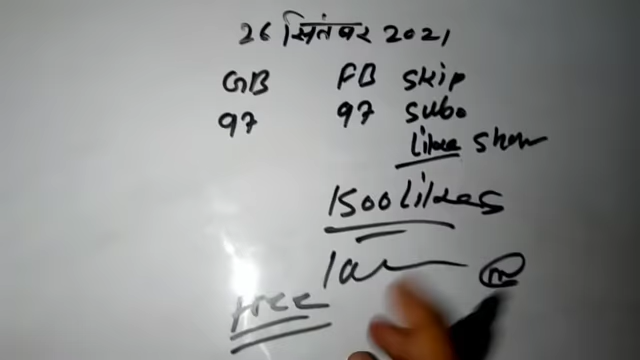 26 सितंबर 2021
GB FB skip
97 97 subo
like show
1500 likes
free